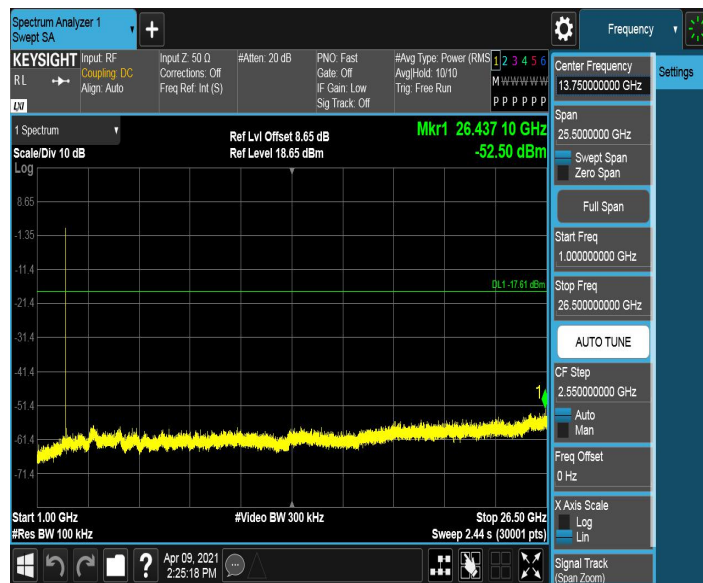 Spectrum Analyzer 1
Swept SA
Frequency
KEYSIGHT
RL
LXI
Input: RF
Coupling: DC
Align: Auto
Input Z: 50 Ω
Corrections: Off
Freq Ref: Int (S)
#Atten: 20 dB
PNO: Fast
Gate: Off
IF Gain: Low
Sig Track: Off
#Avg Type: Power (RMS
Avg|Hold: 10/10
Trig: Free Run
1 2 3 4 5 6
M W W W W W
P P P P P P
1 Spectrum
Scale/Div 10 dB
Log
Ref Lvl Offset 8.65 dB
Ref Level 18.65 dBm
Mkr1 26.437 10 GHz
-52.50 dBm
8.65
-1.35
-11.4
DL1 -17.61 dBm
-21.4
-31.4
-41.4
1
-51.4
-61.4
-71.4
Start 1.00 GHz
#Video BW 300 kHz
Stop 26.50 GHz
#Res BW 100 kHz
Sweep 2.44 s (30001 pts)
Apr 09, 2021
2:25:18 PM
?
Center Frequency
13.750000000 GHz
Settings
Span
25.5000000 GHz
Swept Span
Zero Span
Full Span
Start Freq
1.000000000 GHz
Stop Freq
26.500000000 GHz
AUTO TUNE
CF Step
2.550000000 GHz
Auto
Man
Freq Offset
0 Hz
X Axis Scale
Log
Lin
Signal Track
(Span Zoom)